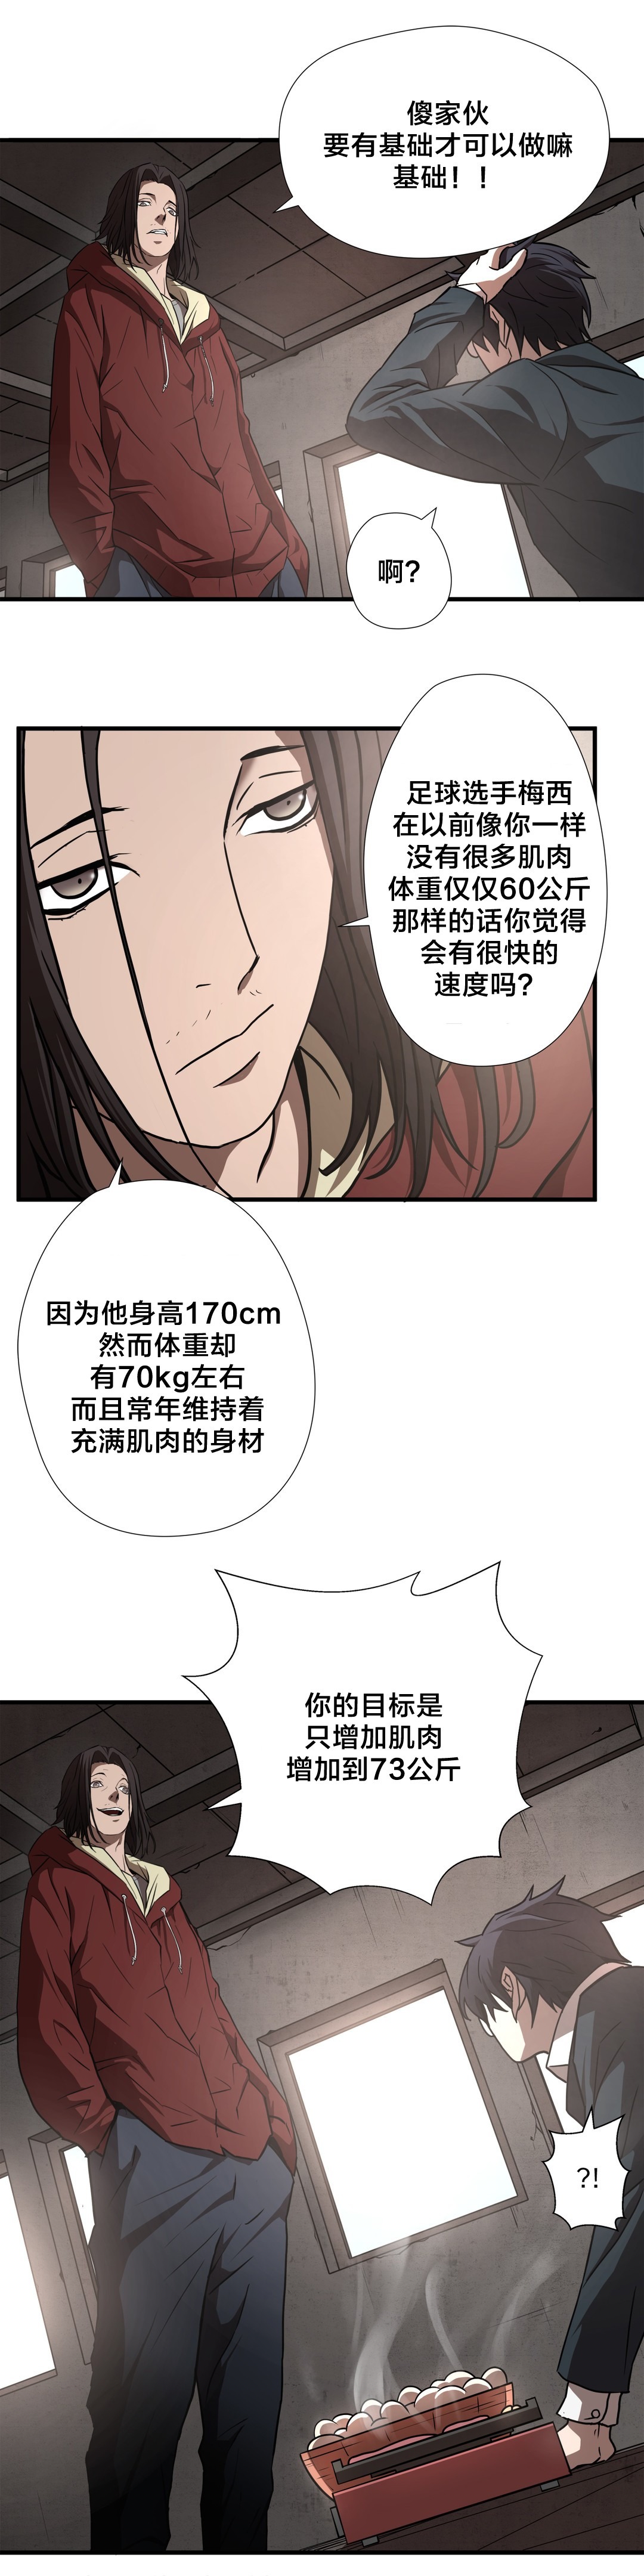 傻家伙
要有基础才可以做嘛
基础！！
啊?
足球选手梅西
在以前像你一样
没有很多肌肉
体重仅仅60公斤
那样的话你觉得
会有很快的
速度吗?
因为他身高170cm
然而体重却
有70kg左右
而且常年维持着
充满肌肉的身材
你的目标是
只增加肌肉
增加到73公斤
?!